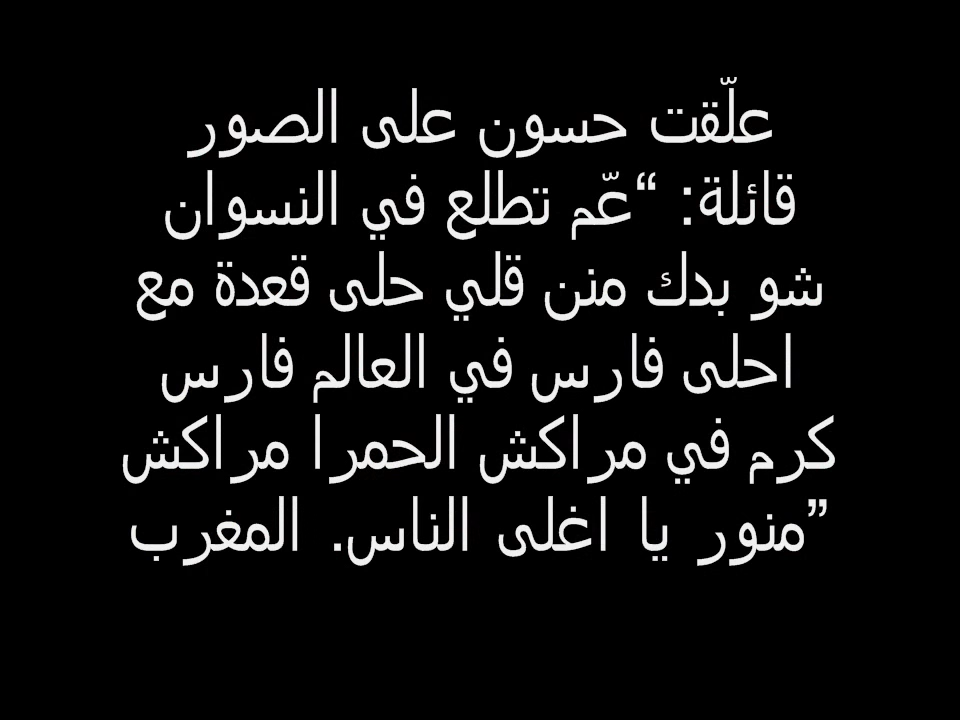 علّقت حسون على الصور
قائلة: “عّم تطلع في النسوان
شو بدك منن قلي حلى قعدة مع
احلى فارس في العالم فارس
كرم في مراكش الحمرا مراكش
”منور يا اغلى الناس. المغرب